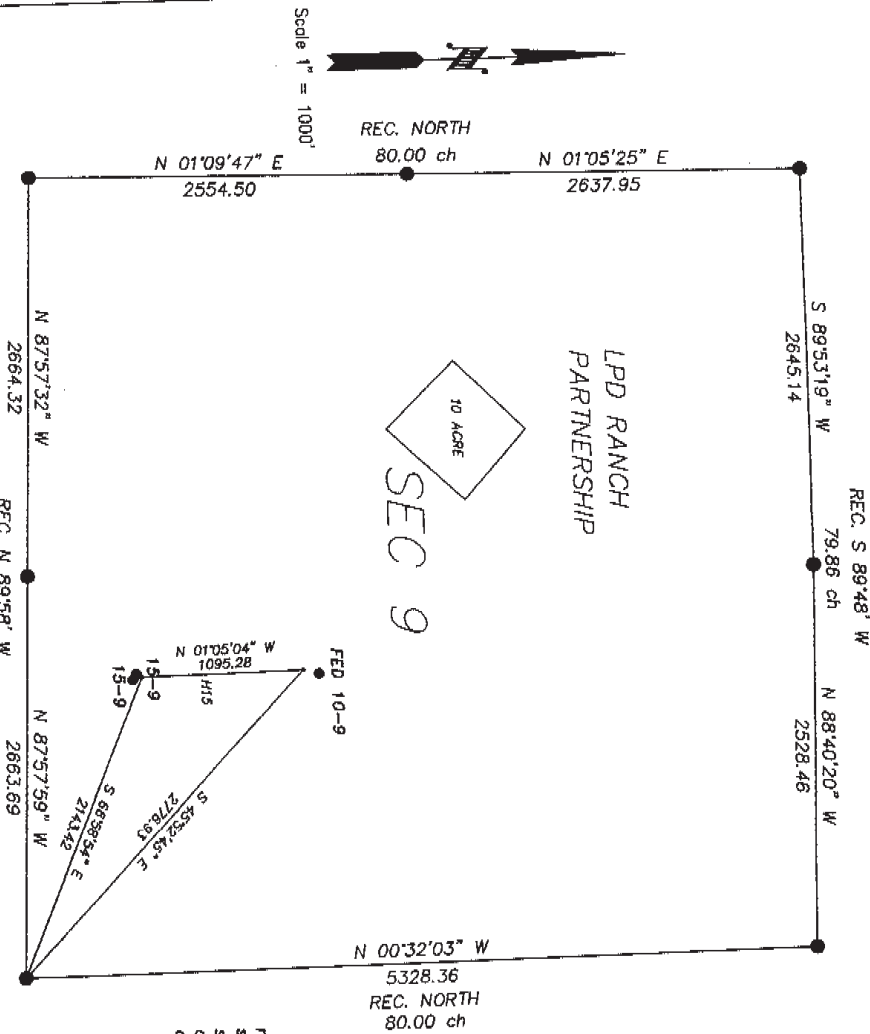 Scale 1" = 1000'
REC. NORTH
80.00 ch
N 01°09'47" E
2554.50
N 01°05'25" E
2637.95
S 89°53'19" W
2645.14
REC. S 89°48' W
79.86 ch
N 88°40'20" W
2528.46
LPD RANCH
PARTNERSHIP
10 ACRE
SEC 9
N 87°57'32" W
2664.32
REC. N 89°58' W
N 87°57'59" W
2663.69
FED 10-9
N 01°05'04" W
1095.28
H15
15-9
15-9
S 45°52'45" E
2776.93
S 66°58'54" E
2143.42
N 00°32'03" W
5328.36
REC. NORTH
80.00 ch